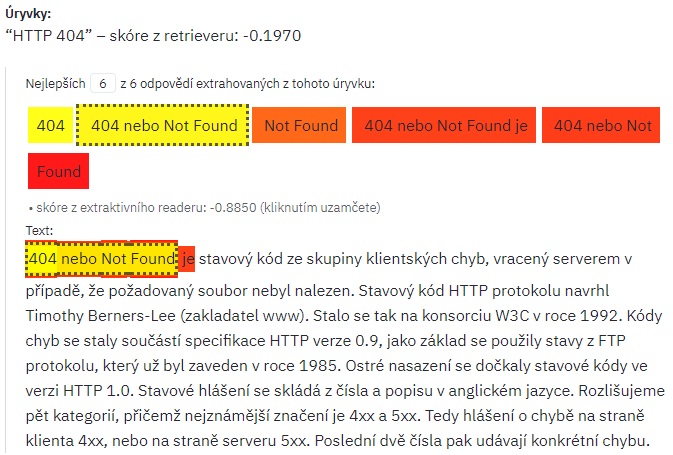 Úryvky:
“HTTP 404” – skóre z retrieveru: -0.1970
Nejlepších 6 z 6 odpovědí extrahovaných z tohoto úryvku:
404 404 nebo Not Found Not Found 404 nebo Not Found je 404 nebo Not
Found
• skóre z extraktivního readeru: -0.8850 (kliknutím uzamčete)
Text:
404 nebo Not Found je stavový kód ze skupiny klientských chyb, vracený serverem v
případě, že požadovaný soubor nebyl nalezen. Stavový kód HTTP protokolu navrhl
Timothy Berners-Lee (zakladatel www). Stalo se tak na konsorciu W3C v roce 1992. Kódy
chyb se staly součástí specifikace HTTP verze 0.9, jako základ se použily stavy z FTP
protokolu, který už byl zaveden v roce 1985. Ostré nasazení se dočkaly stavové kódy ve
verzi HTTP 1.0. Stavové hlášení se skládá z čísla a popisu v anglickém jazyce. Rozlišujeme
pět kategorií, přičemž nejznámější značení je 4xx a 5xx. Tedy hlášení o chybě na straně
klienta 4xx, nebo na straně serveru 5xx. Poslední dvě čísla pak udávají konkrétní chybu.